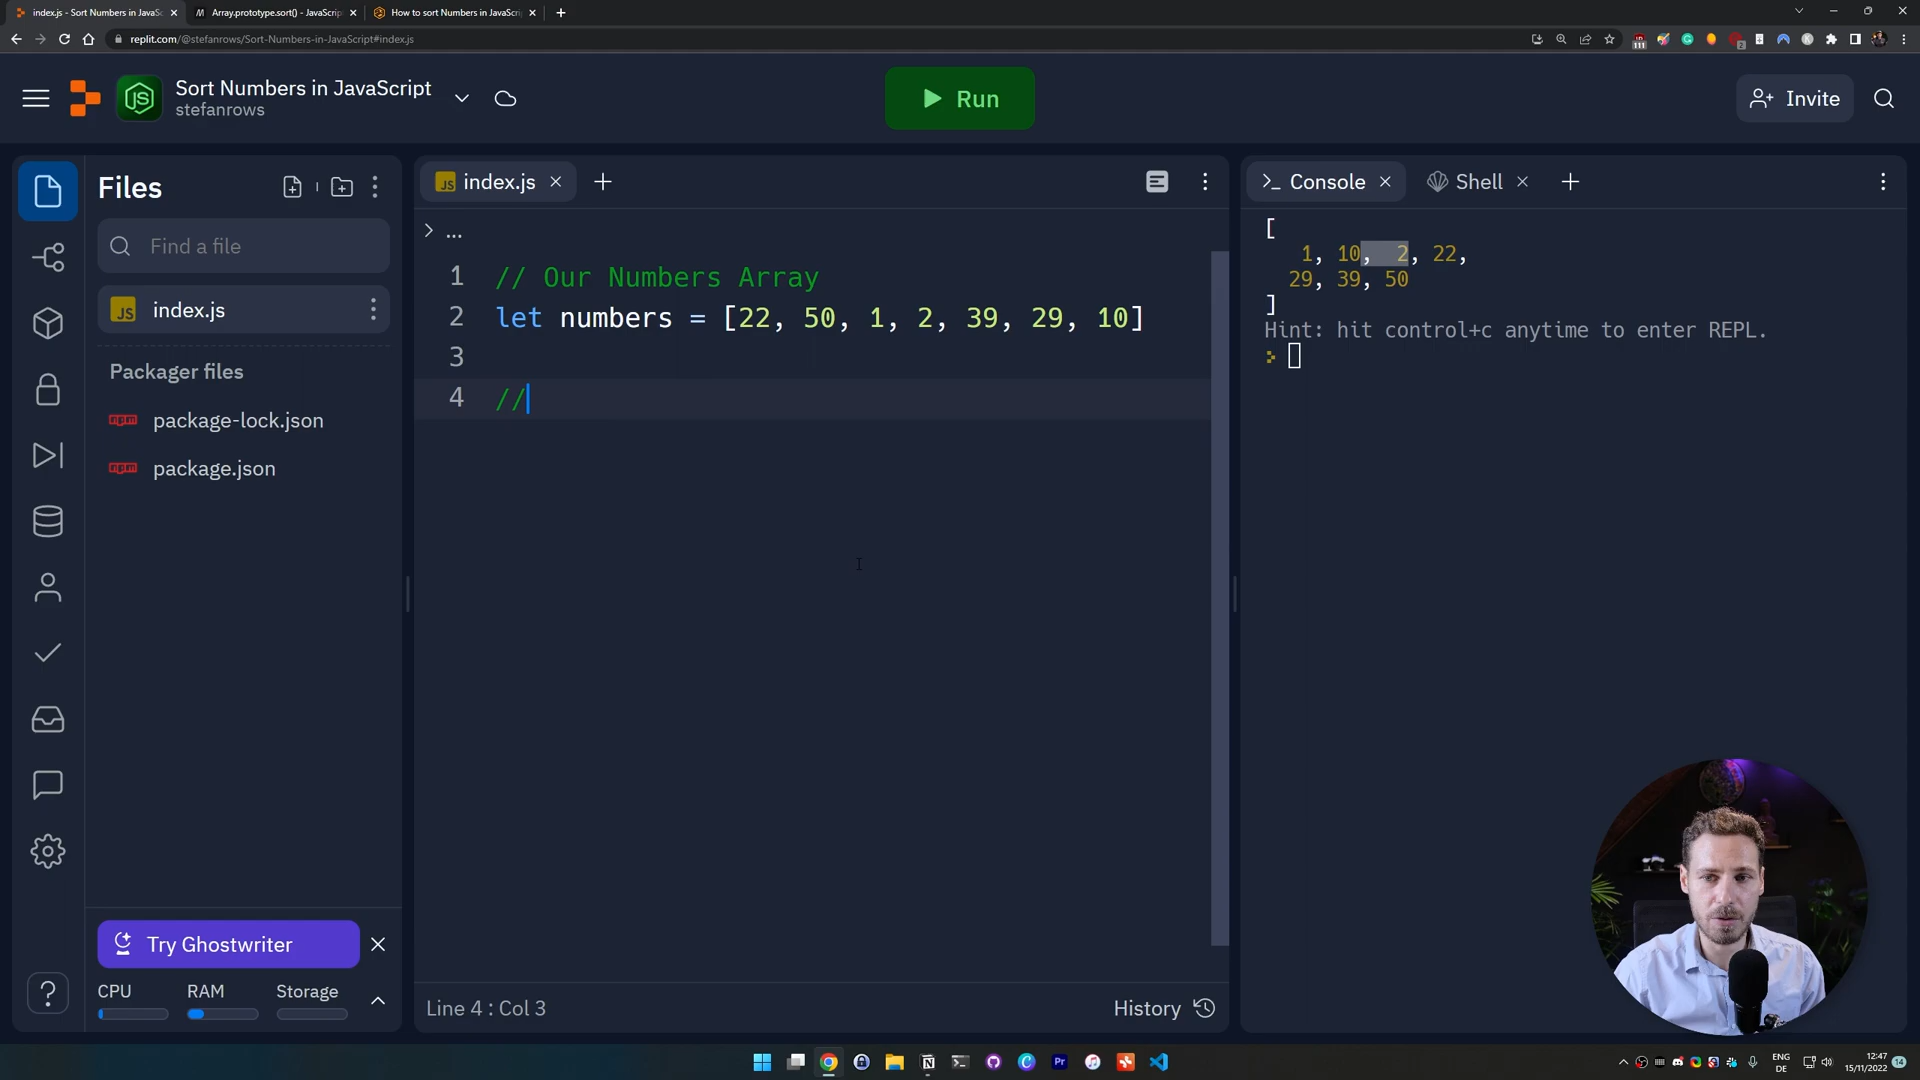 index.js - Sort Numbers in JavaSc
Array.prototype.sort() - JavaScript
How to sort Numbers in JavaScri
replit.com/@stefanrows/Sort-Numbers-in-JavaScript#index.js
Sort Numbers in JavaScript
stefanrows
Run
Invite
Files
Find a file
JS index.js
Packager files
package-lock.json
package.json
Try Ghostwriter
CPU RAM Storage
index.js
...
1 // Our Numbers Array
2 let numbers = [22, 50, 1, 2, 39, 29, 10]
3
4 //
Line 4 : Col 3
History
Console
Shell
[
1, 10, 2, 22,
29, 39, 50
]
Hint: hit control+c anytime to enter REPL.
ENG
DE
12:47
15/11/2022
14